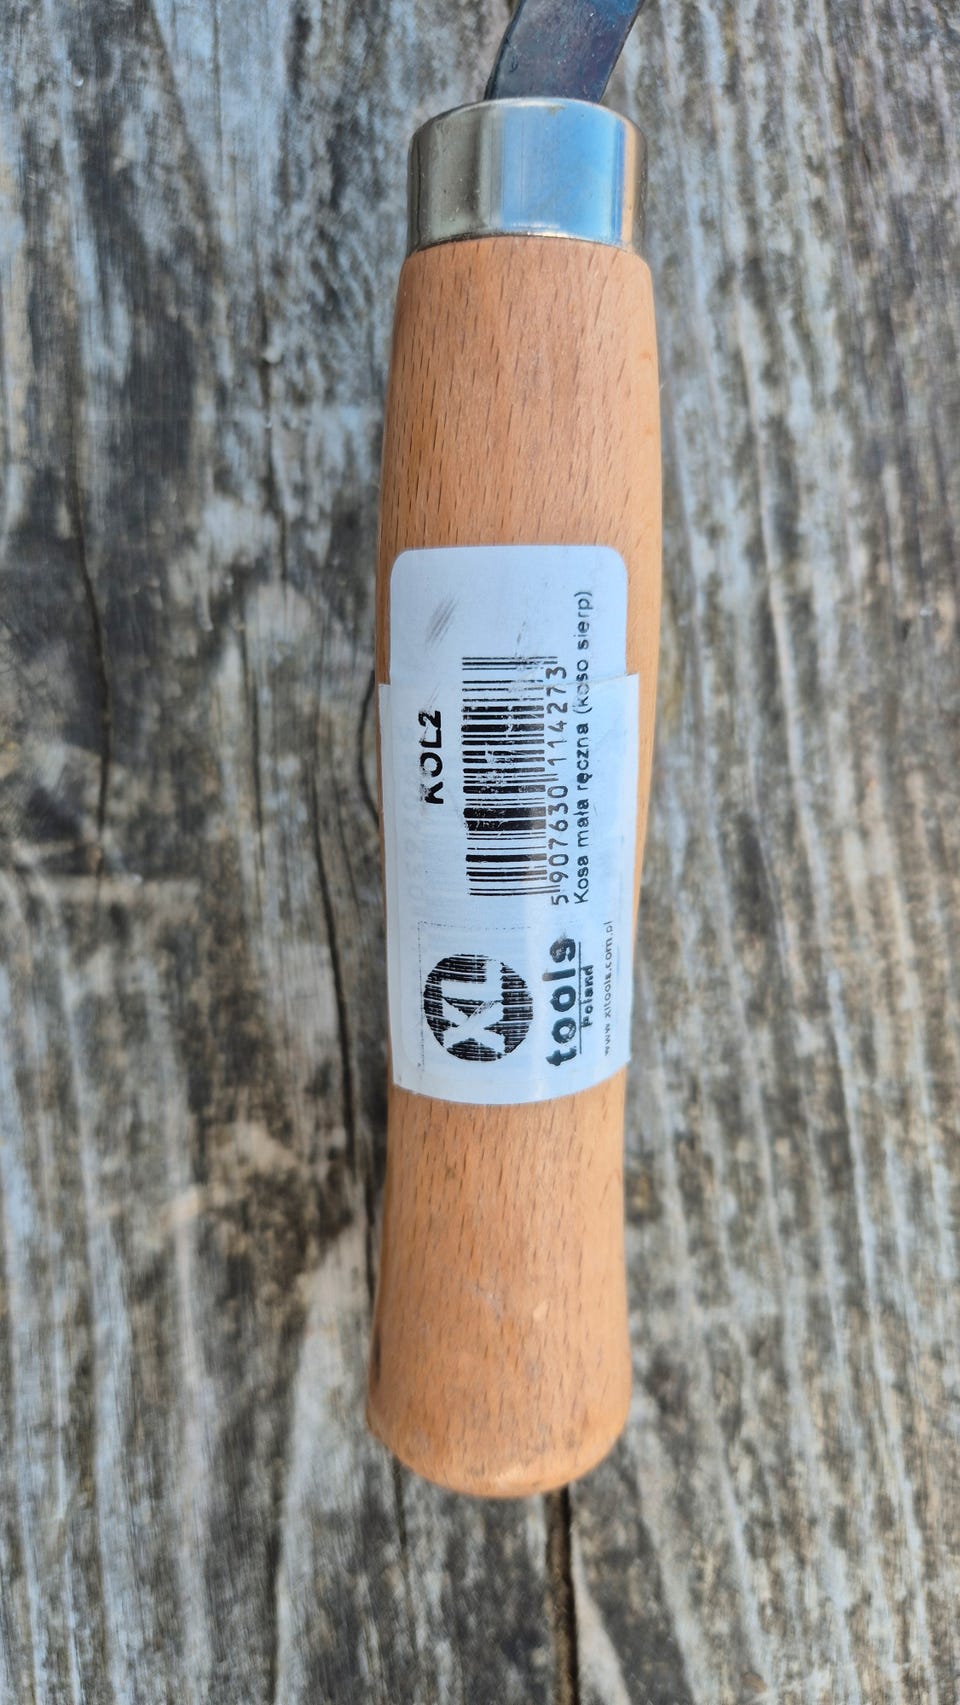 KOL2
5 907630 114273
Kosa mała ręczna (koso sierp)
XL
tools
Poland
www.xltools.com.pl